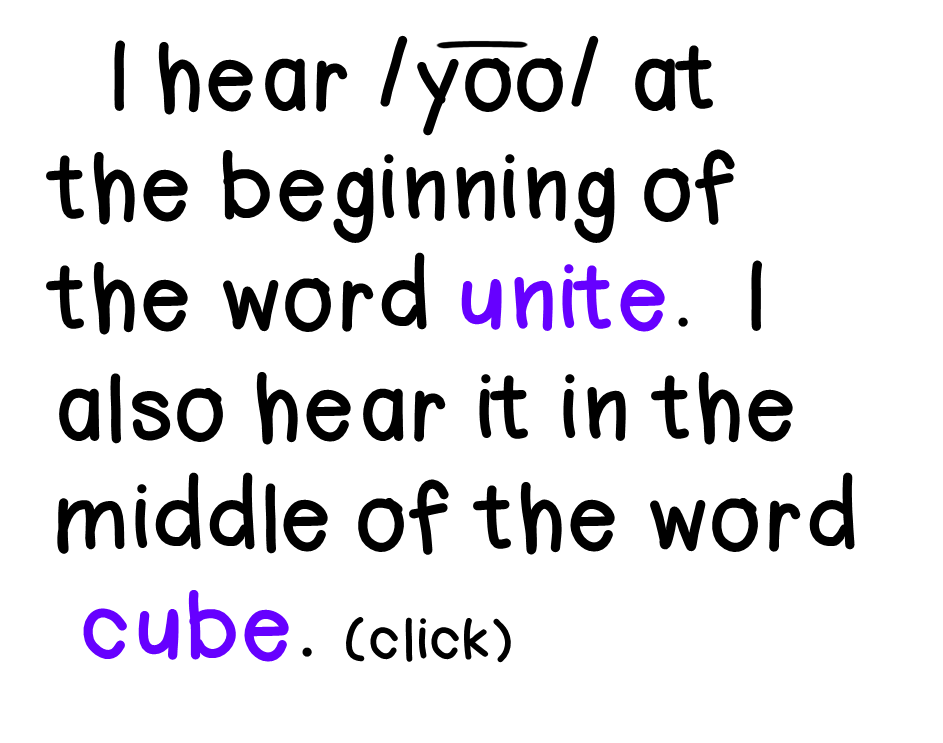 I hear /yo͞o/ at
the beginning of
the word unite. I
also hear it in the
middle of the word
cube. (click)